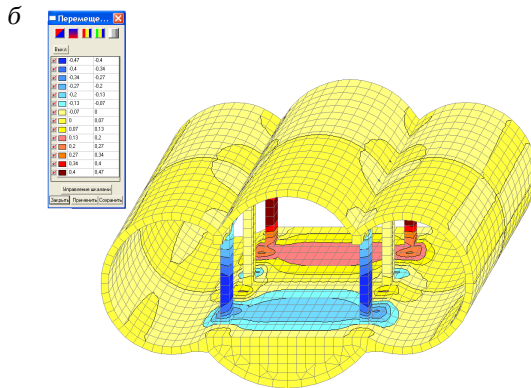 б
Перемеще...
Выкл.
-0,47 -0,4
-0,4 -0,34
-0,34 -0,27
-0,27 -0,2
-0,2 -0,13
-0,13 -0,07
-0,07 0
0 0,07
0,07 0,13
0,13 0,2
0,2 0,27
0,27 0,34
0,34 0,4
0,4 0,47
Управление шкалами
Закрыть Применить Сохранить